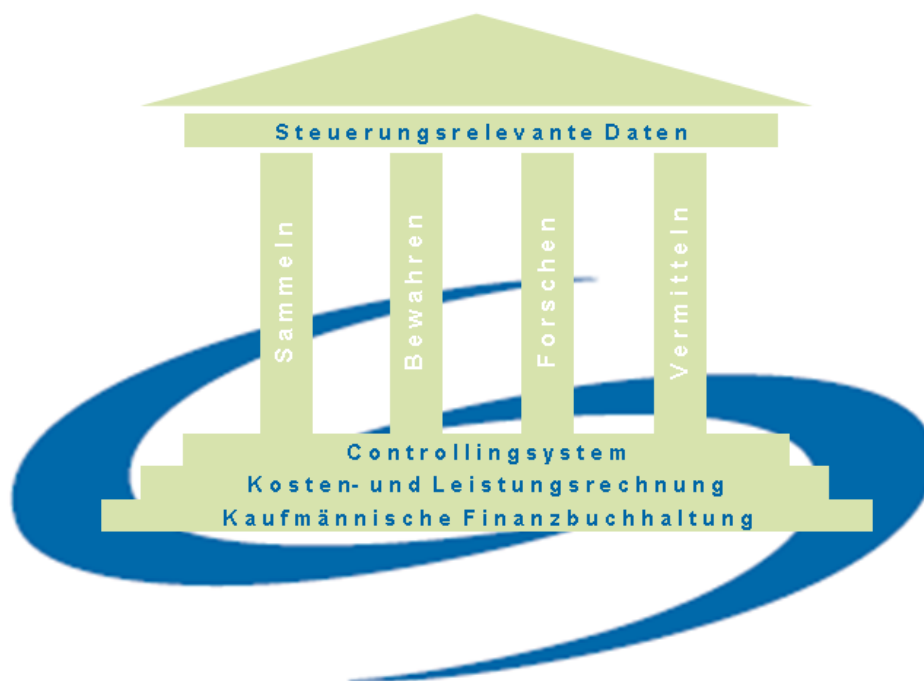 Steuerungsrelevante Daten
Sammeln
Bewahren
Forschen
Vermitteln
Controllingsystem
Kosten- und Leistungsrechnung
Kaufmännische Finanzbuchhaltung